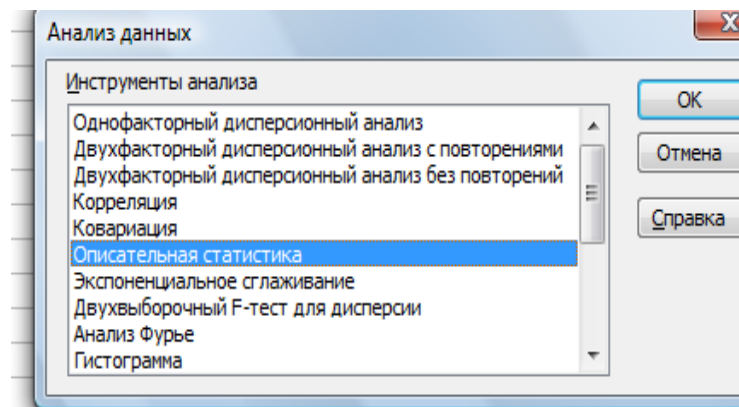 Анализ данных
Инструменты анализа
Однофакторный дисперсионный анализ
Двухфакторный дисперсионный анализ с повторениями
Двухфакторный дисперсионный анализ без повторений
Корреляция
Ковариация
Описательная статистика
Экспоненциальное сглаживание
Двухвыборочный F-тест для дисперсии
Анализ Фурье
Гистограмма
OK
Отмена
Справка